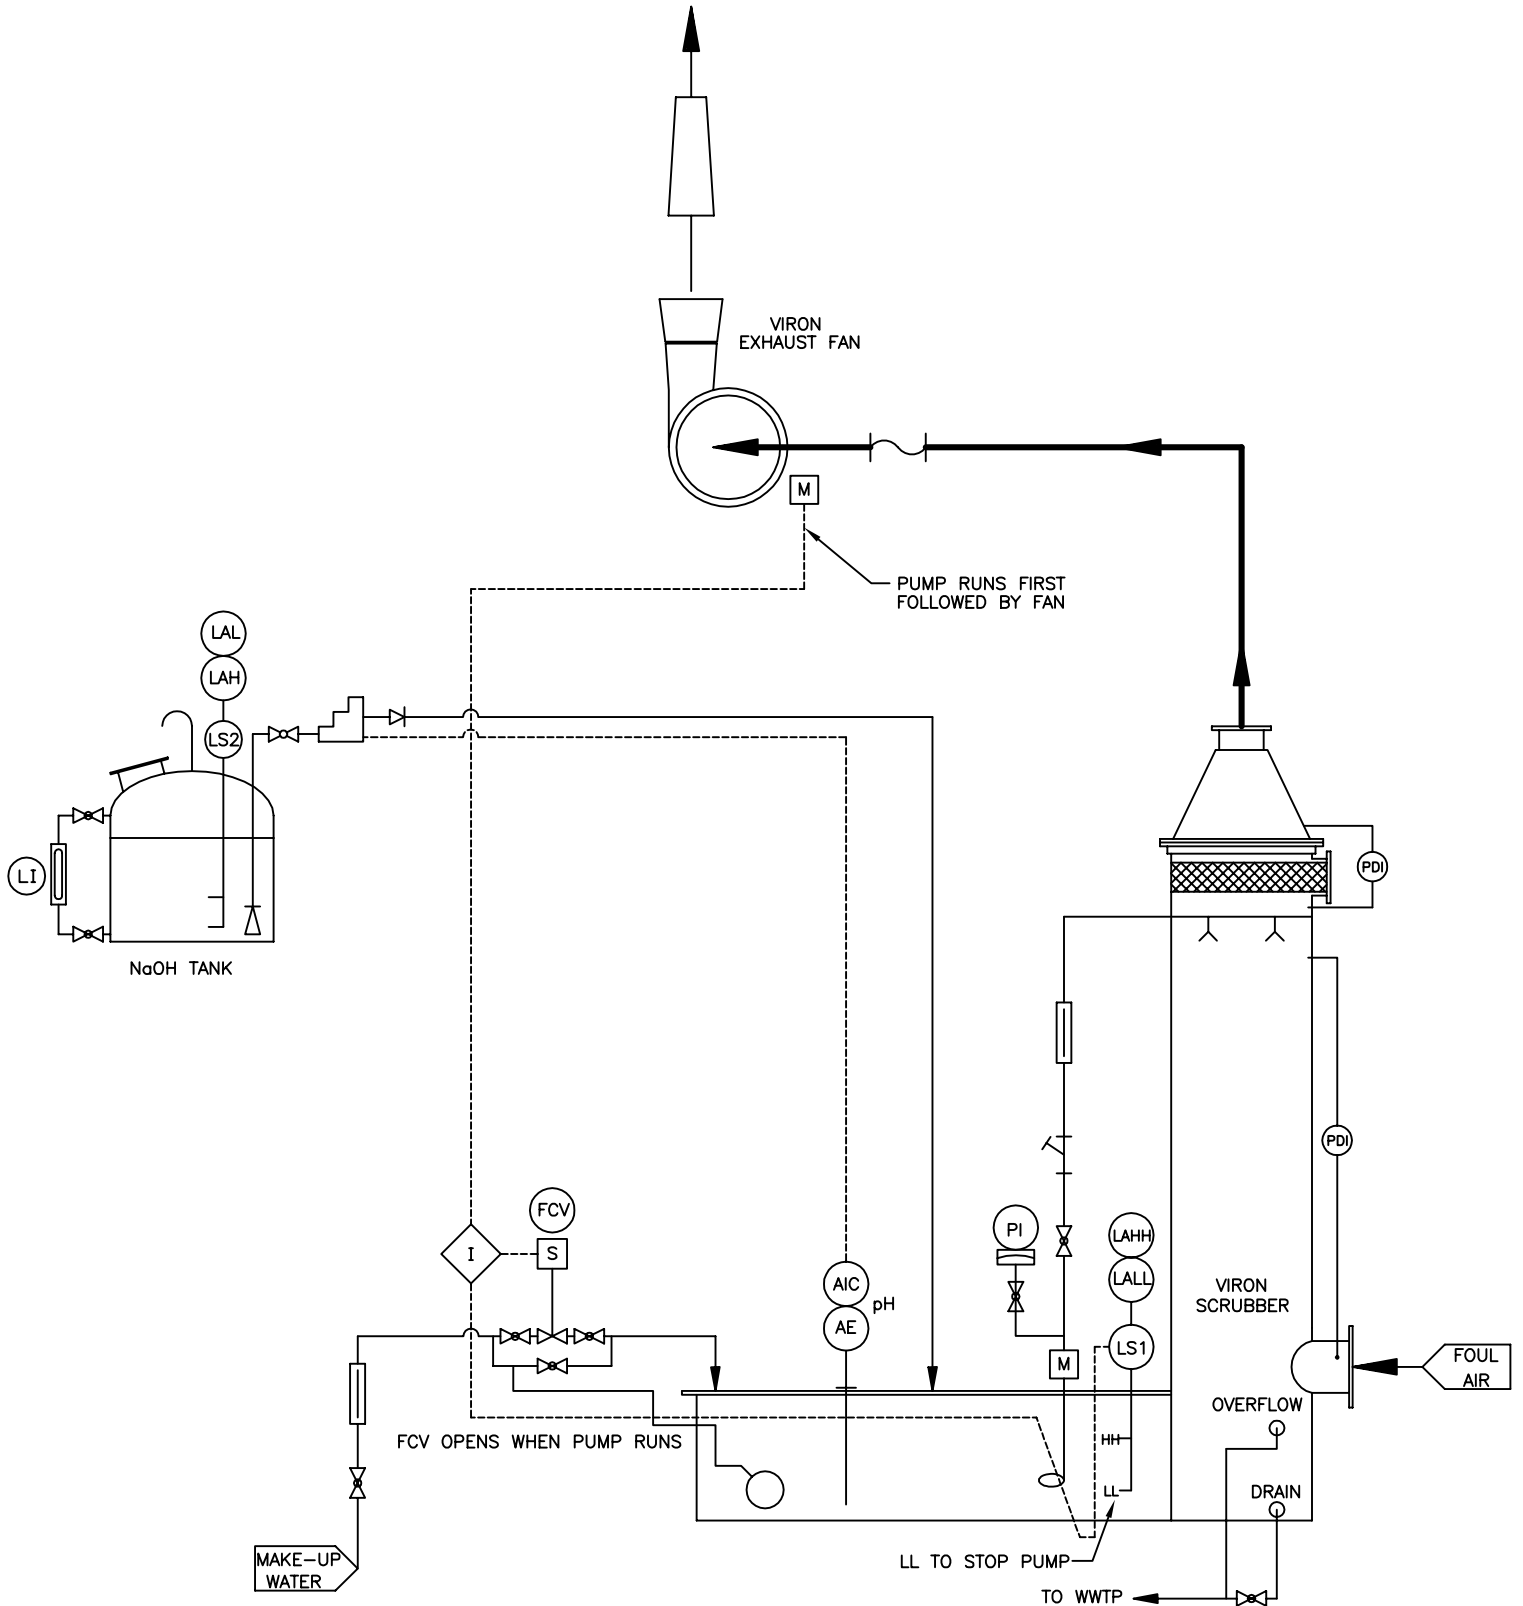 VIRON
EXHAUST FAN
M
PUMP RUNS FIRST
FOLLOWED BY FAN
LAL
LAH
LS2
LI
NaOH TANK
PDI
PDI
FCV
I
S
PI
LAHH
LALL
AIC
pH
AE
LS1
M
VIRON
SCRUBBER
FOUL
AIR
OVERFLOW
FCV OPENS WHEN PUMP RUNS
HH
LL
DRAIN
MAKE-UP
WATER
LL TO STOP PUMP
TO WWTP